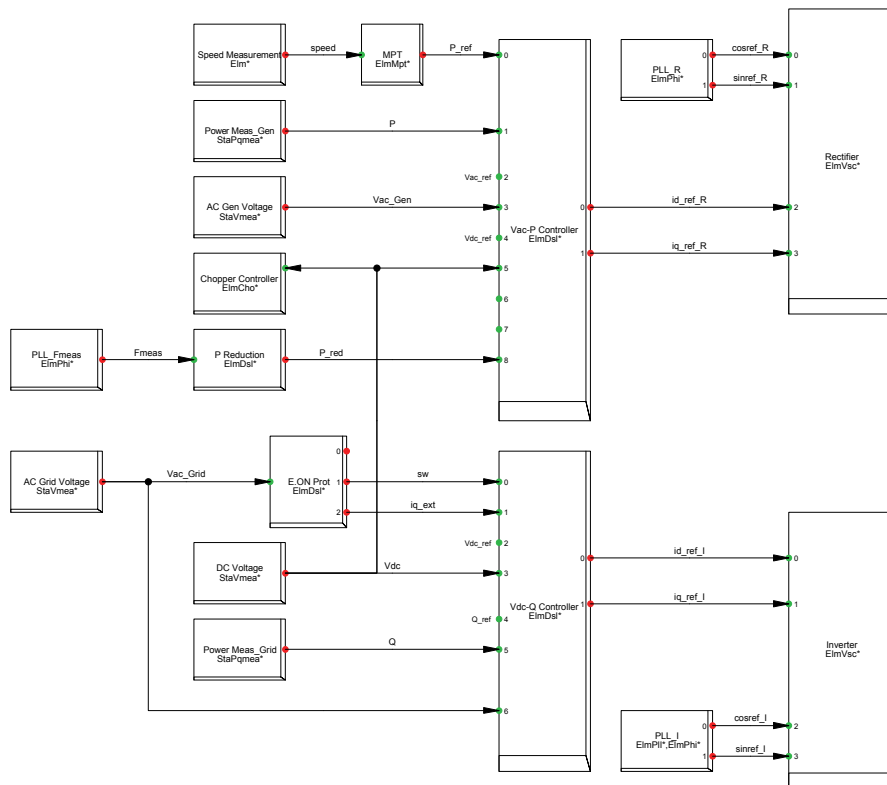 Speed Measurement
Elm*
speed
MPT
ElmMpt*
P_ref
0
PLL_R
ElmPhi*
0
1
cosref_R
sinref_R
0
1
Power Meas_Gen
StaPqmea*
P
1
Vac_ref
2
AC Gen Voltage
StaVmea*
Vac_Gen
3
Vdc_ref
4
Vac-P Controller
ElmDsl*
0
1
id_ref_R
iq_ref_R
2
3
Rectifier
ElmVsc*
Chopper Controller
ElmCho*
5
6
7
PLL_Fmeas
ElmPhi*
Fmeas
P Reduction
ElmDsl*
P_red
8
AC Grid Voltage
StaVmea*
Vac_Grid
E.ON Prot
ElmDsl*
0
1
2
sw
iq_ext
0
1
Vdc_ref
2
DC Voltage
StaVmea*
Vdc
3
Q_ref
4
Vdc-Q Controller
ElmDsl*
0
1
id_ref_I
iq_ref_I
0
1
Power Meas_Grid
StaPqmea*
Q
5
6
Inverter
ElmVsc*
PLL_I
ElmPll*,ElmPhi*
0
1
cosref_I
sinref_I
2
3